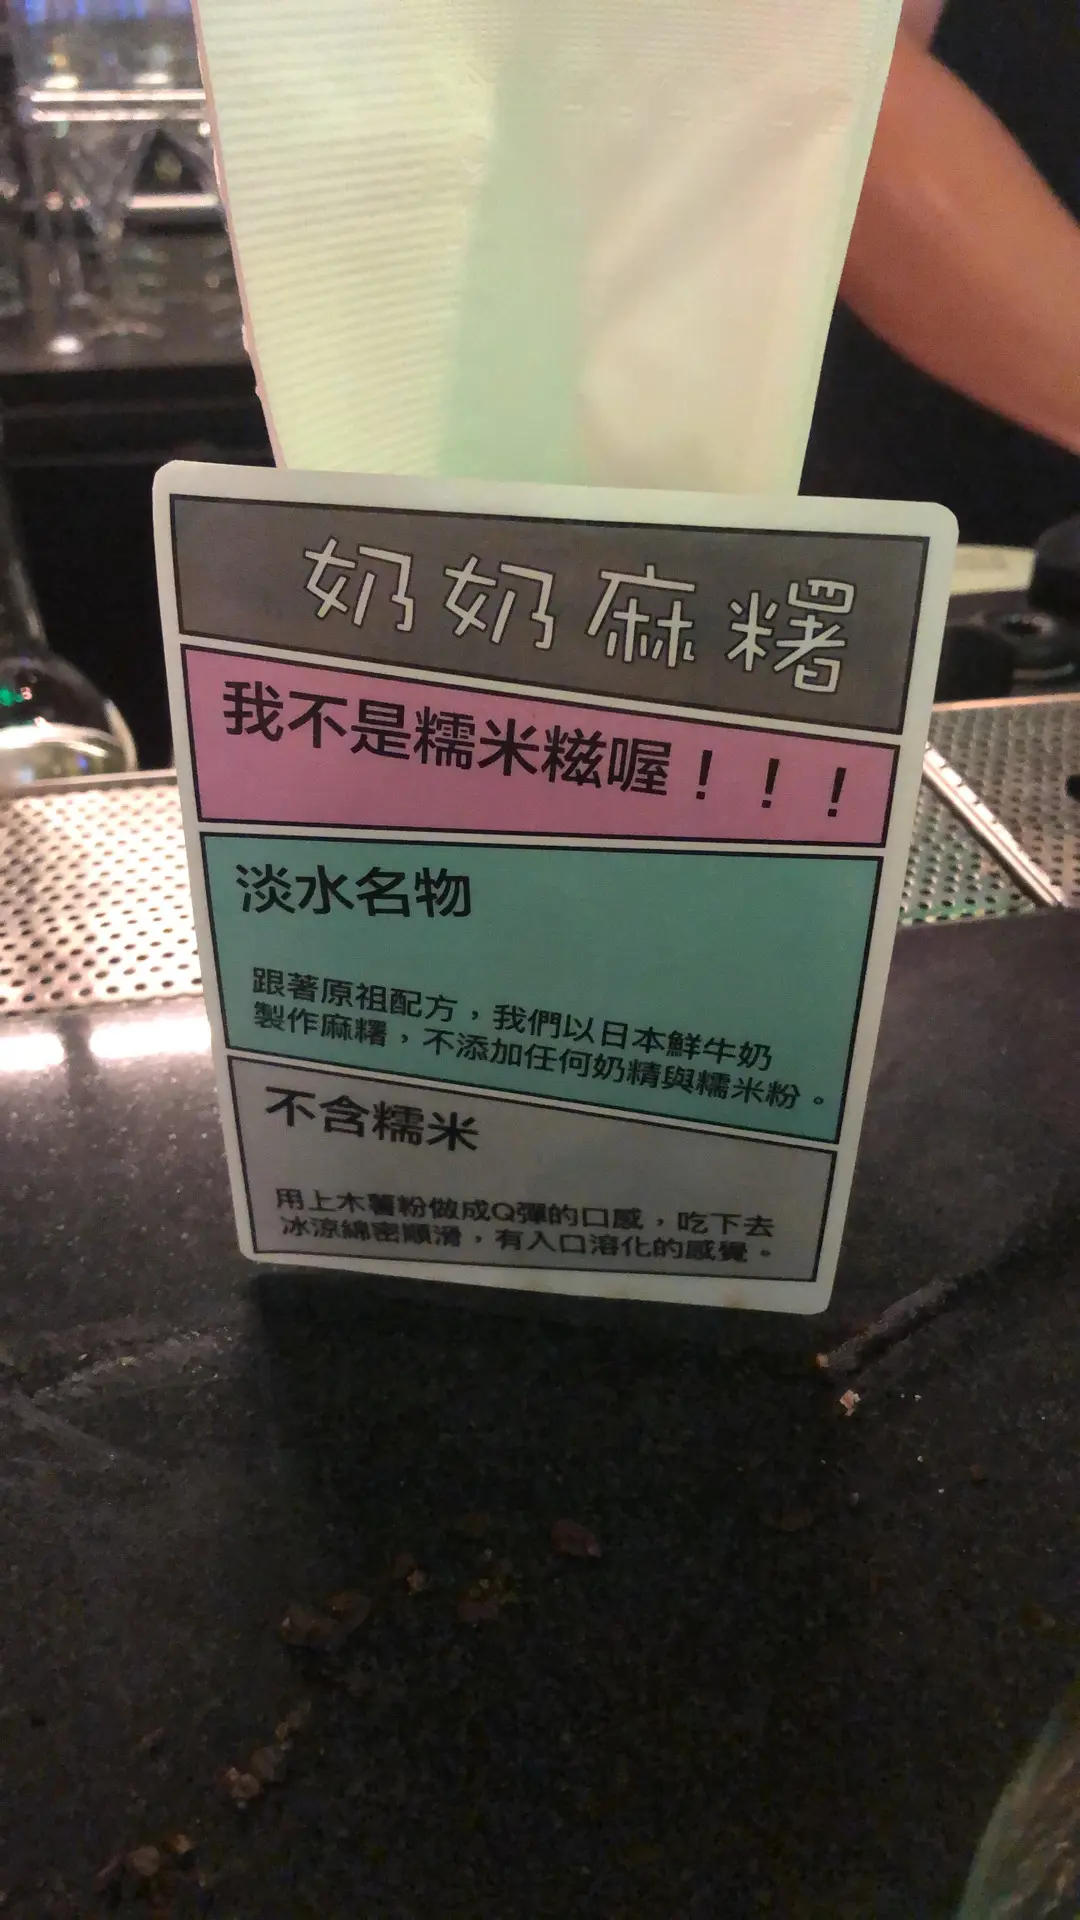 奶奶麻糬
我不是糯米糍喔！！！
淡水名物
跟著原祖配方，我們以日本鮮牛奶
製作麻糬，不添加任何奶精與糯米粉。
不含糯米
用上木薯粉做成Q彈的口感，吃下去
冰涼綿密順滑，有入口溶化的感覺。